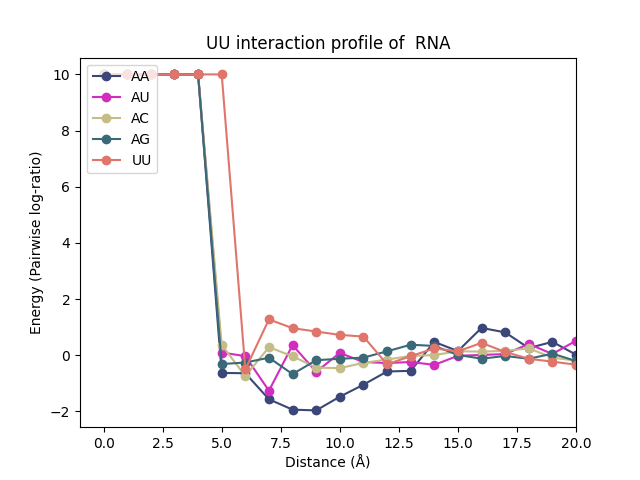 UU interaction profile of  RNA
Energy (Pairwise log-ratio)
10
8
6
4
2
0
−2
AA
AU
AC
AG
UU
0.0 2.5 5.0 7.5 10.0 12.5 15.0 17.5 20.0
Distance (Å)